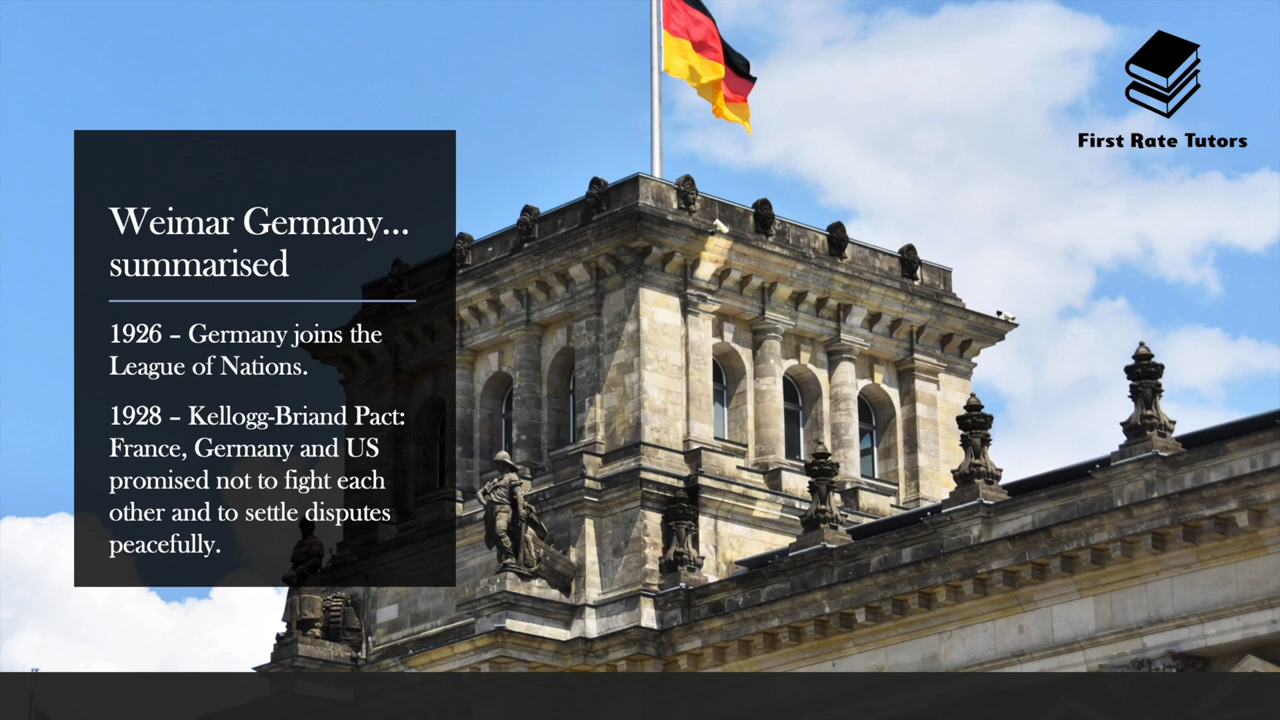 First Rate Tutors
Weimar Germany...
summarised
1926 – Germany joins the
League of Nations.
1928 – Kellogg-Briand Pact:
France, Germany and US
promised not to fight each
other and to settle disputes
peacefully.